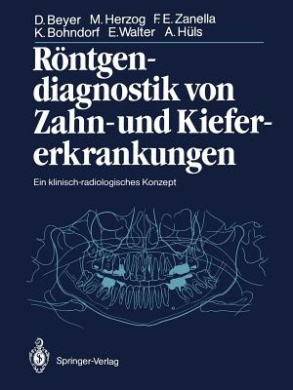 D. Beyer M. Herzog F. E. Zanella
K. Bohndorf E. Walter A. Hüls
Röntgen-
diagnostik von
Zahn- und Kiefer-
erkrankungen
Ein klinisch-radiologisches Konzept
Springer-Verlag